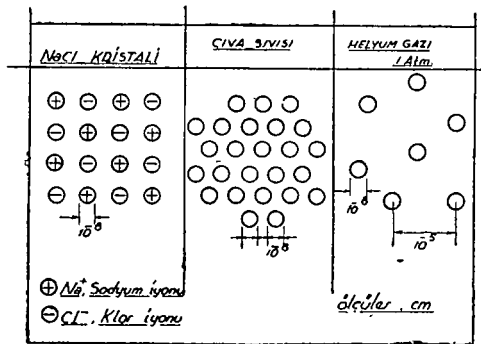 NaCl KRİSTALİ
CIVA SIVISI
HELYUM GAZI
1 Atm.
+ - + -
- + - +
+ - + -
- + - +
10⁻⁸
10⁻⁸
10⁻⁸
10⁻⁵
⊕ Na⁺, Sodyum iyonu
⊖ Cl⁻, Klor iyonu
ölçüler, cm